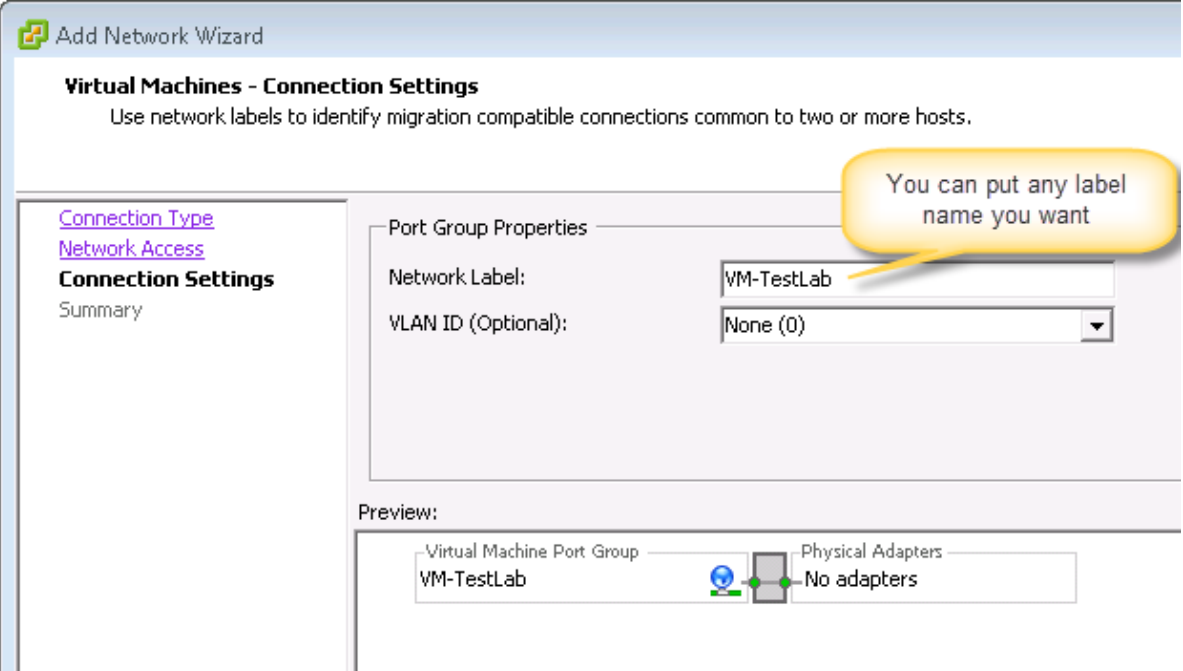 Add Network Wizard
Virtual Machines - Connection Settings
Use network labels to identify migration compatible connections common to two or more hosts.
You can put any label
name you want
Connection Type
Network Access
Connection Settings
Summary
Port Group Properties
Network Label:
VM-TestLab
VLAN ID (Optional):
None (0)
Preview:
Virtual Machine Port Group
VM-TestLab
Physical Adapters
No adapters